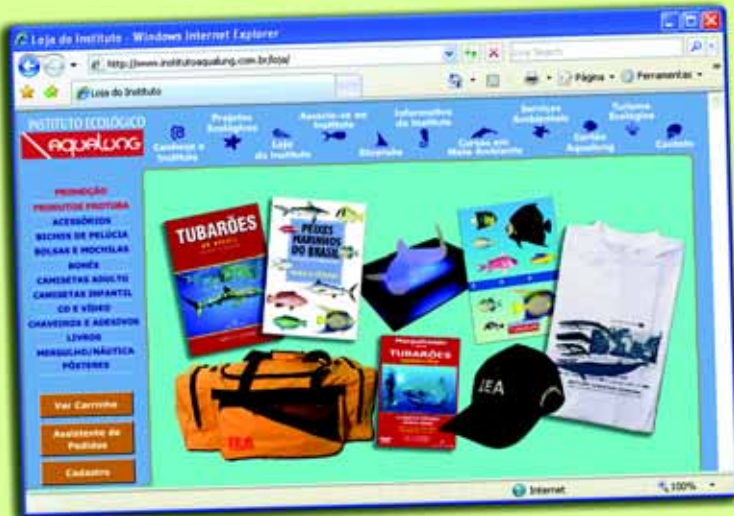 Loja do Instituto - Windows Internet Explorer
http://www.institutoaqualung.com.br/loja/
Live Search
Loja do Instituto
Página
Ferramentas
INSTITUTO ECOLÓGICO
AQUALUNG
Conheça o Instituto
Projetos Ecológicos
Loja do Instituto
Associe-se ao Instituto
Diversão
Informativo do Instituto
Cursos em Meio Ambiente
Serviços Ambientais
Cartão Aqualung
Turismo Ecológico
Contato
PROMOÇÃO
PRODUTOS PROTUBA
ACESSÓRIOS
BICHOS DE PELÚCIA
BOLSAS E MOCHILAS
BONÉS
CAMISETAS ADULTO
CAMISETAS INFANTIL
CD E VÍDEO
CHAVEIROS E ADESIVOS
LIVROS
MERGULHO/NÁUTICA
PÔSTERES
Ver Carrinho
Assistente de
Pedidos
Cadastro
TUBARÕES
NO BRASIL
PEIXES
MARINHOS
DO BRASIL
Mergulhando
TUBARÕES
IEA
IEA
Internet
100%